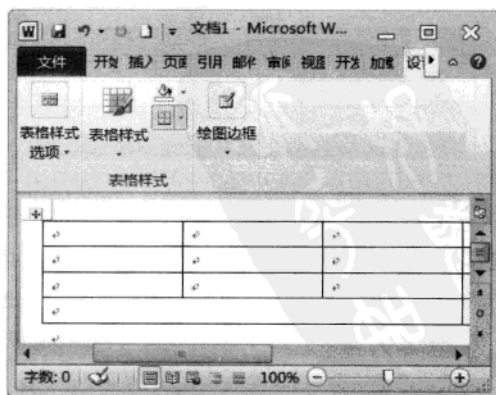 文档1 - Microsoft W...
文件 开始 插入 页面 引用 邮件 审阅 视图 开发 加载 设计
表格样式 表格样式 绘图边框
选项
表格样式
字数: 0 100%